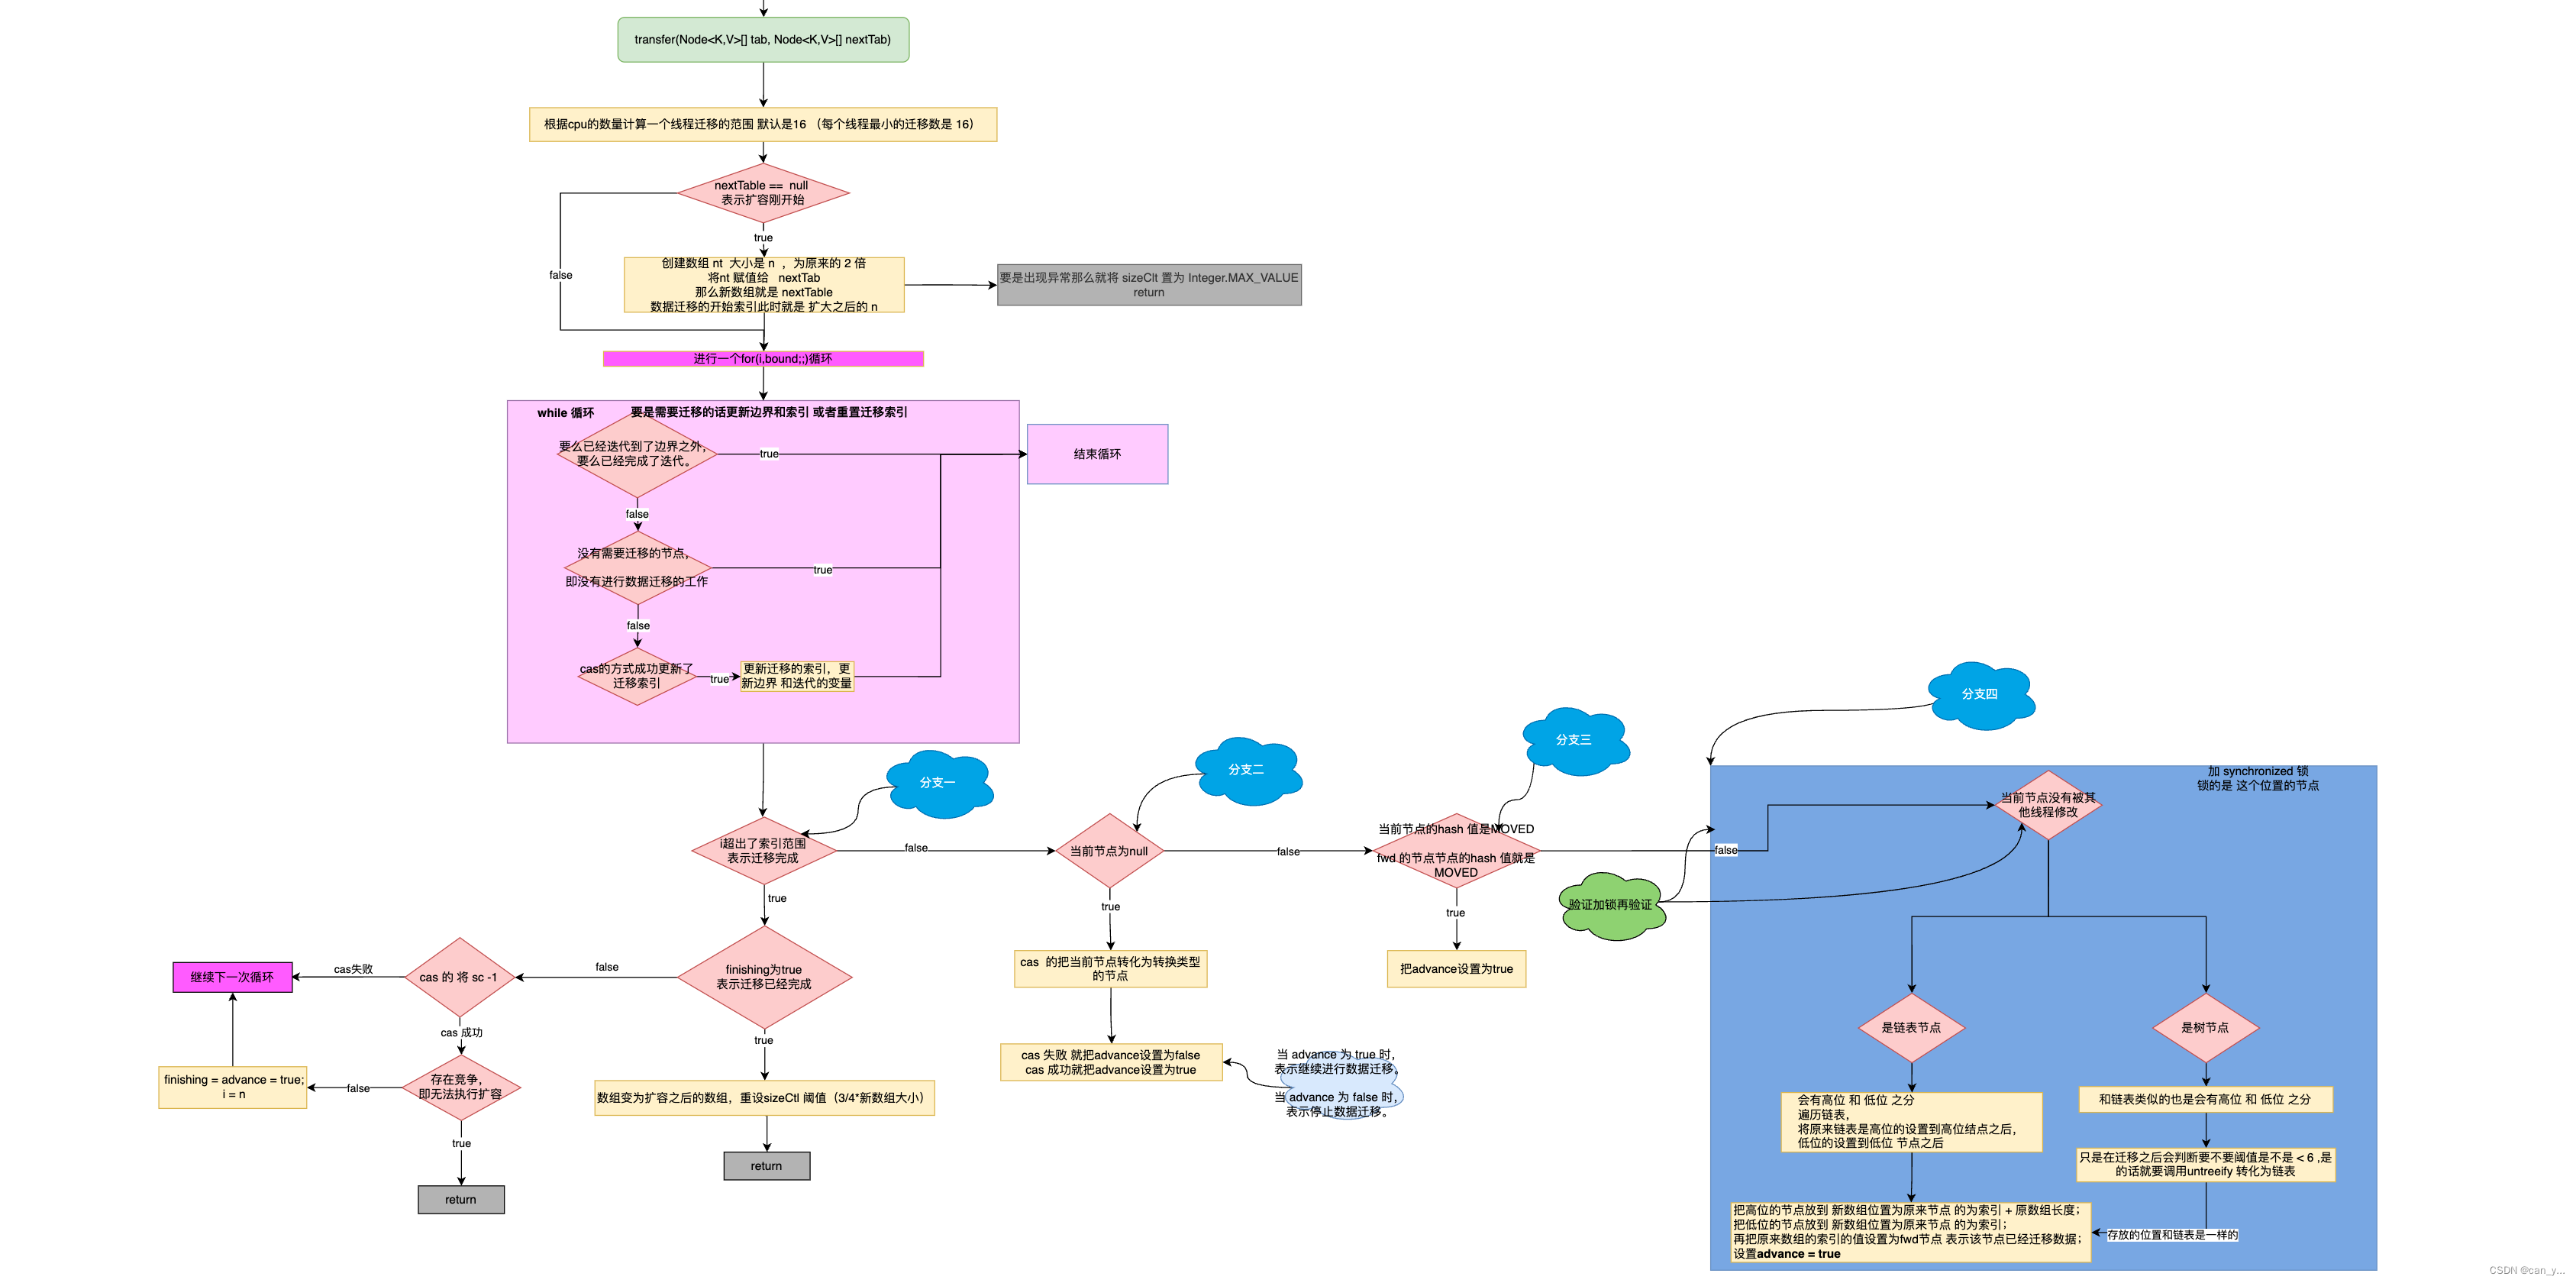 transfer(Node<K,V>[] tab, Node<K,V>[] nextTab)
根据cpu的数量计算一个线程迁移的范围 默认是16 （每个线程最小的迁移数是 16）
nextTable == null
表示扩容刚开始
true
false
创建数组 nt 大小是 n ，为原来的 2 倍
将nt 赋值给 nextTab
那么新数组就是 nextTable
数据迁移的开始索引此时就是 扩大之后的 n
要是出现异常那么就将 sizeClt 置为 Integer.MAX_VALUE
return
进行一个for(i,bound;;)循环
while 循环
要是需要迁移的话更新边界和索引 或者重置迁移索引
要么已经迭代到了边界之外，
要么已经完成了迭代。
true
结束循环
false
没有需要迁移的节点，
即没有进行数据迁移的工作
true
false
cas的方式成功更新了
迁移索引
true
更新迁移的索引，更
新边界 和迭代的变量
分支一
分支二
分支三
分支四
i超出了索引范围
表示迁移完成
false
当前节点为null
false
当前节点的hash 值是MOVED
fwd 的节点节点的hash 值就是
MOVED
false
加 synchronized 锁
锁的是 这个位置的节点
当前节点没有被其
他线程修改
验证加锁再验证
true
true
true
finishing为true
表示迁移已经完成
false
cas 的 将 sc -1
cas失败
继续下一次循环
cas 成功
存在竞争，
即无法执行扩容
false
finishing = advance = true;
i = n
true
return
true
数组变为扩容之后的数组，重设sizeCtl 阈值（3/4*新数组大小）
return
cas 的把当前节点转化为转换类型
的节点
cas 失败 就把advance设置为false
cas 成功就把advance设置为true
当 advance 为 true 时，
表示继续进行数据迁移。
当 advance 为 false 时，
表示停止数据迁移。
把advance设置为true
是链表节点
是树节点
会有高位 和 低位 之分
遍历链表，
将原来链表是高位的设置到高位结点之后，
低位的设置到低位 节点之后
和链表类似的也是会有高位 和 低位 之分
只是在迁移之后会判断要不要阈值是不是 < 6 ,是
的话就要调用untreeify 转化为链表
把高位的节点放到 新数组位置为原来节点 的为索引 + 原数组长度；
把低位的节点放到 新数组位置为原来节点 的为索引；
再把原来数组的索引的值设置为fwd节点 表示该节点已经迁移数据；
设置advance = true
存放的位置和链表是一样的
CSDN @can_y...